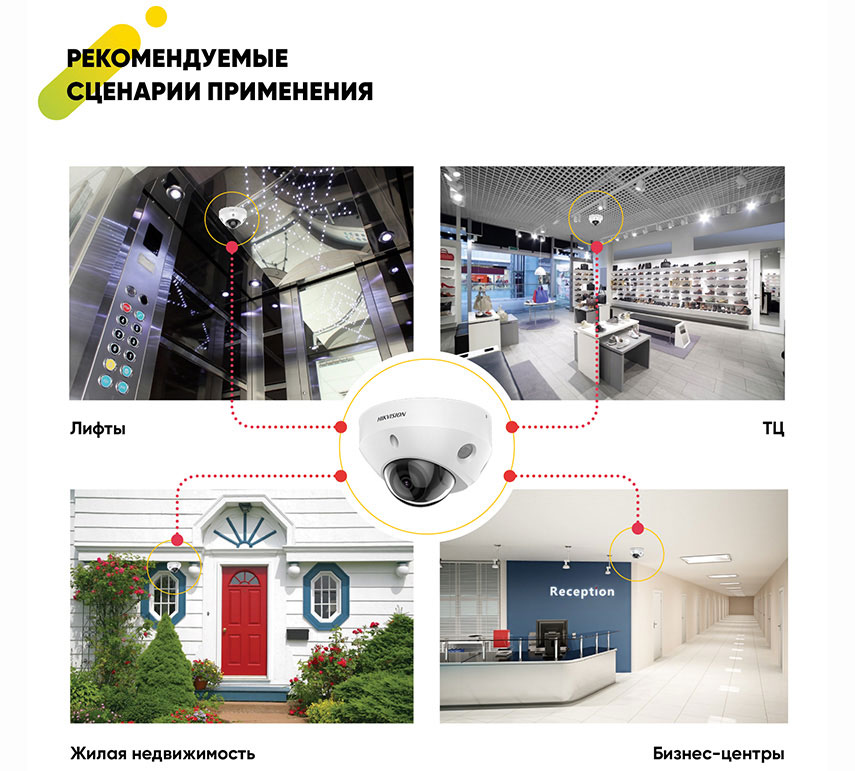 РЕКОМЕНДУЕМЫЕ
СЦЕНАРИИ ПРИМЕНЕНИЯ
Лифты
HIKVISION
ТЦ
Reception
Жилая недвижимость
Бизнес-центры